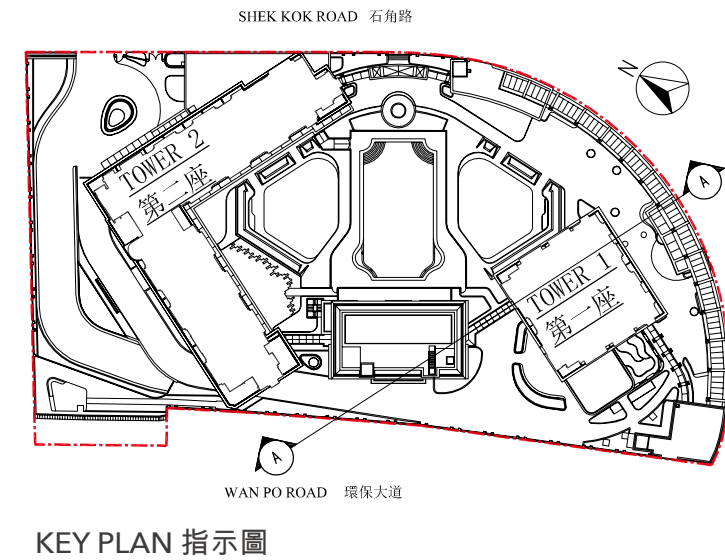 SHEK KOK ROAD 石角路
N
TOWER 2
第二座
A
TOWER 1
第一座
A
WAN PO ROAD 環保大道
KEY PLAN 指示圖